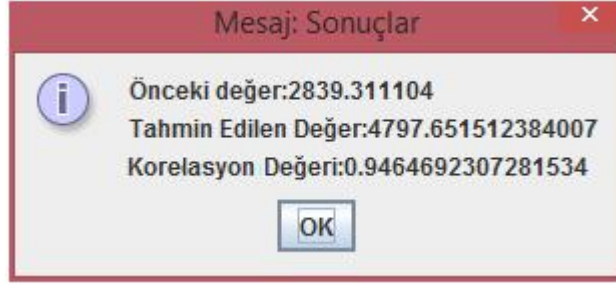 Mesaj: Sonuçlar
Önceki değer:2839.311104
Tahmin Edilen Değer:4797.651512384007
Korelasyon Değeri:0.9464692307281534
OK